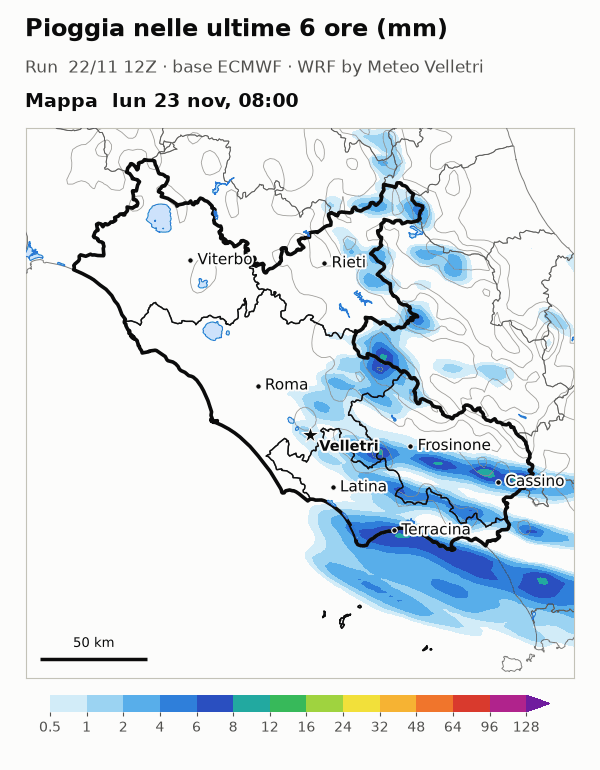 Pioggia nelle ultime 6 ore (mm)
Run  22/11 12Z · base ECMWF · WRF by Meteo Velletri
Mappa  lun 23 nov, 08:00
Viterbo
Rieti
Roma
Velletri
Frosinone
Latina
Cassino
Terracina
50 km
0.5 1 2 4 6 8 12 16 24 32 48 64 96 128